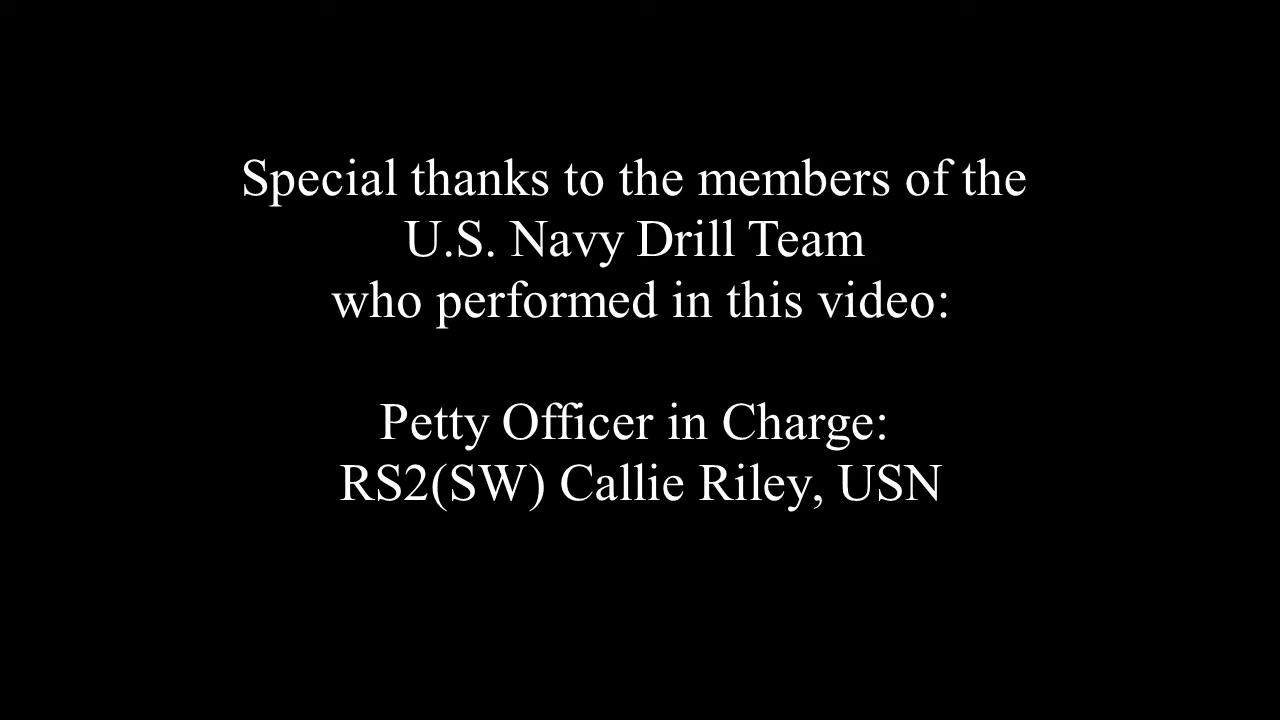 Special thanks to the members of the
U.S. Navy Drill Team
who performed in this video:
Petty Officer in Charge:
RS2(SW) Callie Riley, USN